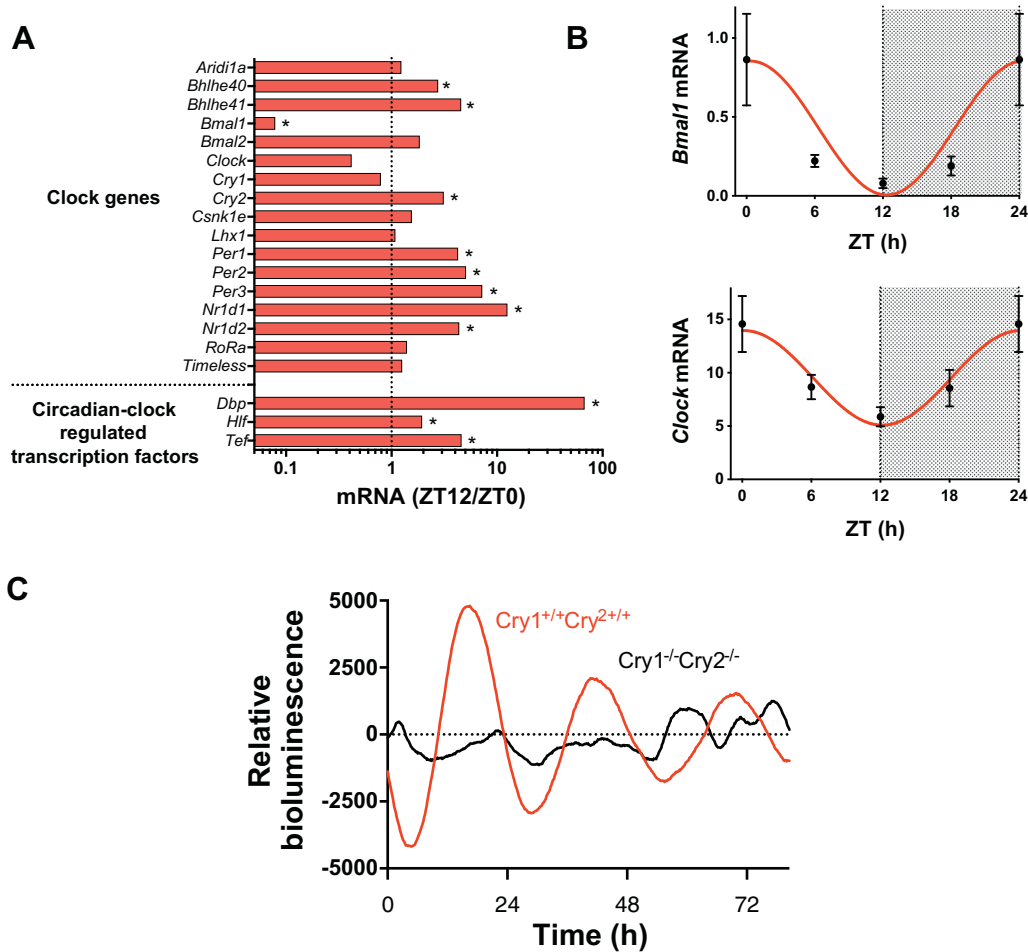 A
Aridi1a
Bhlhe40 *
Bhlhe41 *
Bmal1 *
Bmal2
Clock
Cry1
Cry2 *
Csnk1e
Lhx1
Per1 *
Per2 *
Per3 *
Nr1d1 *
Nr1d2 *
RoRa
Timeless
Clock genes
Dbp *
Hlf *
Tef *
Circadian-clock
regulated
transcription factors
0.1 1 10 100
mRNA (ZT12/ZT0)
B
Bmal1 mRNA
1.0
0.5
0.0
0 6 12 18 24
ZT (h)
Clock mRNA
15
10
5
0
0 6 12 18 24
ZT (h)
C
Relative
bioluminescence
5000
2500
0
-2500
-5000
Cry1+/+Cry2+/+
Cry1-/-Cry2-/-
0 24 48 72
Time (h)